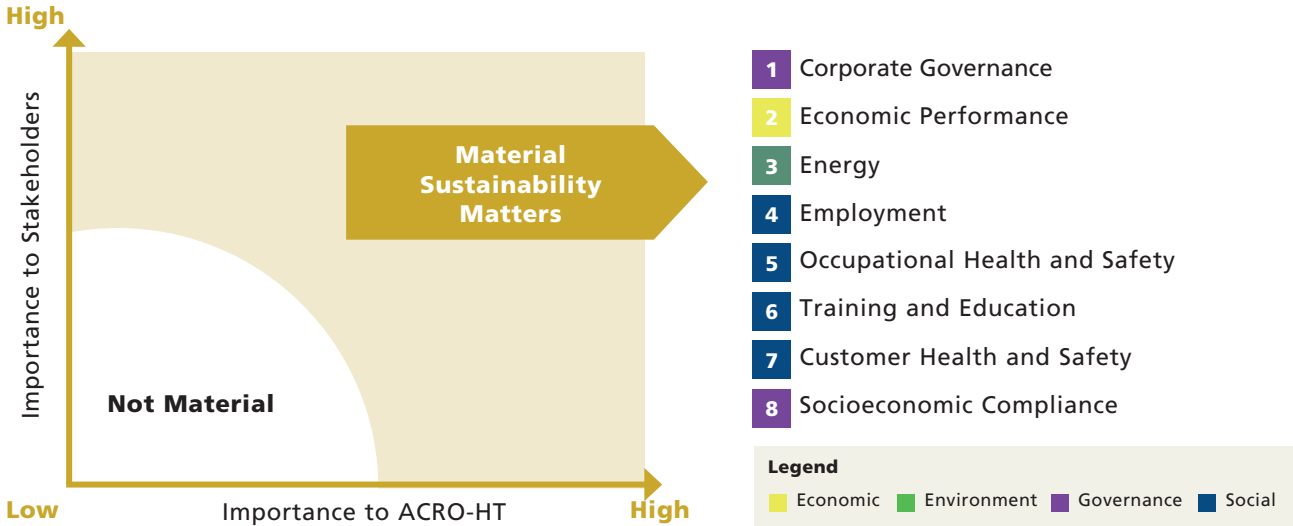 High
Importance to Stakeholders
Material
Sustainability
Matters
Not Material
Low
Importance to ACRO-HT
High
1 Corporate Governance
2 Economic Performance
3 Energy
4 Employment
5 Occupational Health and Safety
6 Training and Education
7 Customer Health and Safety
8 Socioeconomic Compliance
Legend
Economic Environment Governance Social